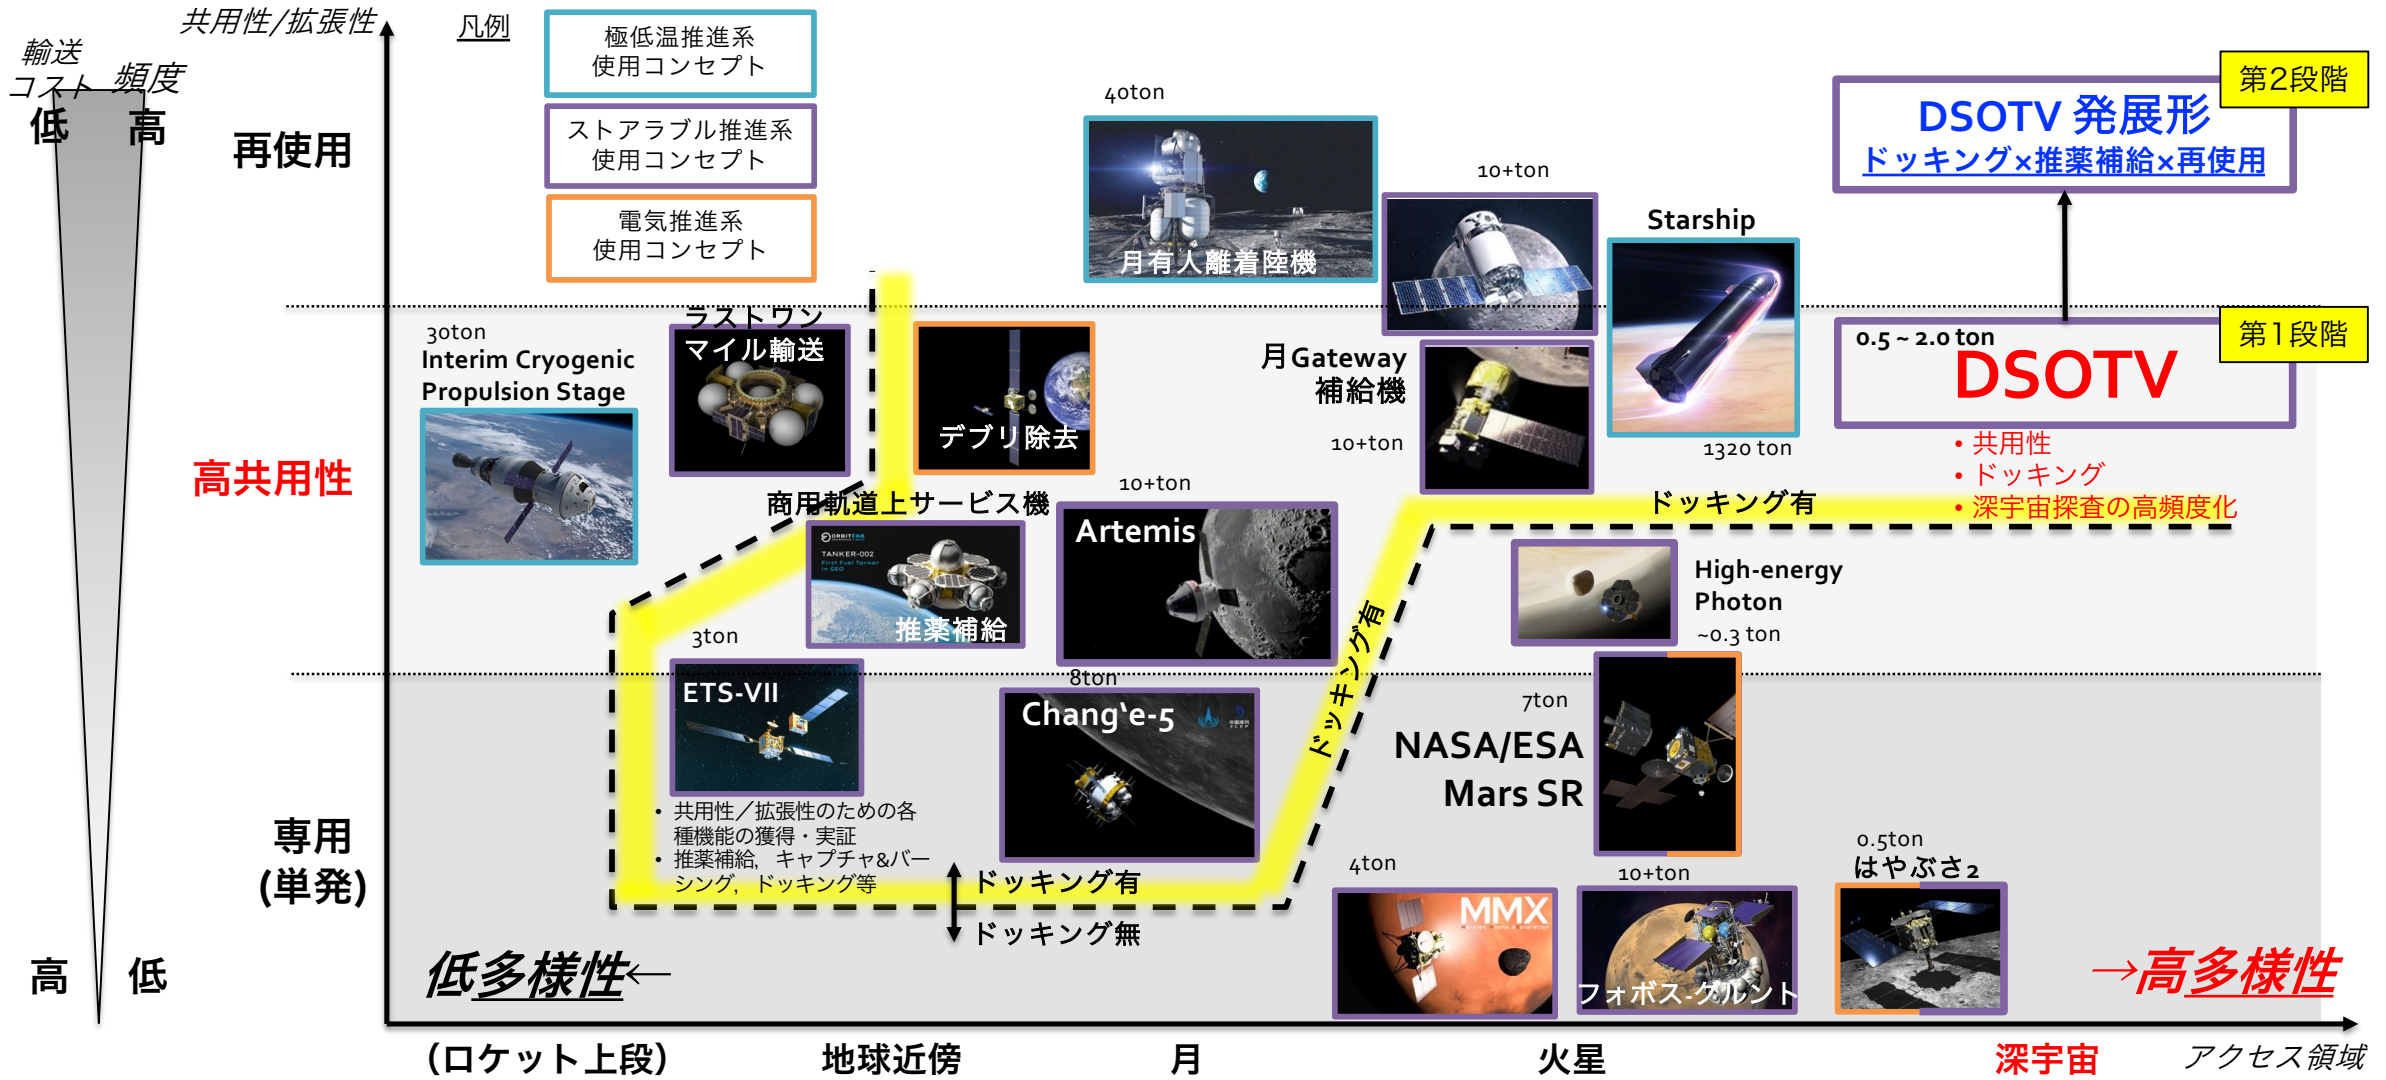 共用性/拡張性
輸送
コスト
頻度
低
高
再使用
高共用性
専用
(単発)
高
低
凡例
極低温推進系
使用コンセプト
ストアラブル推進系
使用コンセプト
電気推進系
使用コンセプト
40ton
月有人離着陸機
10+ton
Starship
1320 ton
第2段階
DSOTV 発展形
ドッキング×推薬補給×再使用
30ton
Interim Cryogenic
Propulsion Stage
ラストワン
マイル輸送
デブリ除去
商用軌道上サービス機
ORBITFAB
TANKER-002
First Fuel Tanker
in GEO
推薬補給
10+ton
Artemis
月Gateway
補給機
10+ton
第1段階
0.5 ~ 2.0 ton
DSOTV
• 共用性
• ドッキング
• 深宇宙探査の高頻度化
ドッキング有
High-energy
Photon
~0.3 ton
ドッキング有
3ton
ETS-VII
• 共用性／拡張性のための各
種機能の獲得・実証
• 推薬補給，キャプチャ&バー
シング，ドッキング等
8ton
Chang‘e-5
ドッキング有
ドッキング無
7ton
NASA/ESA
Mars SR
4ton
MMX
10+ton
フォボス-グルント
0.5ton
はやぶさ2
低多様性←
→高多様性
(ロケット上段)
地球近傍
月
火星
深宇宙
アクセス領域